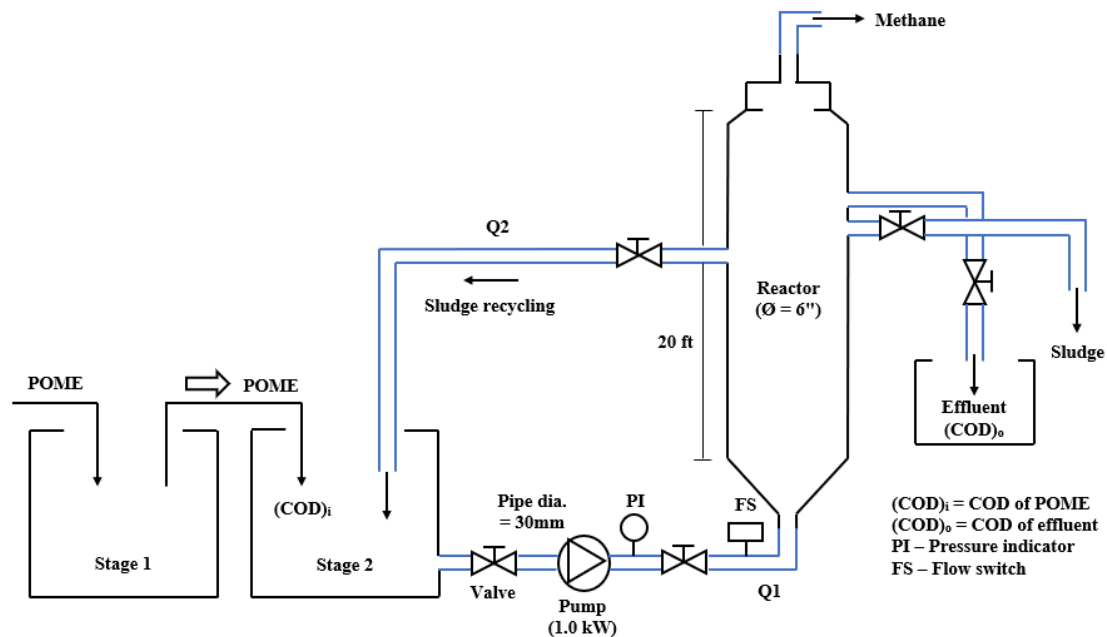 Methane
Q2
Sludge recycling
Reactor
(Ø = 6")
20 ft
Sludge
POME
POME
Effluent
(COD)ₒ
(COD)ᵢ
Pipe dia.
= 30mm
PI
FS
Stage 1
Stage 2
Valve
Pump
(1.0 kW)
Q1
(COD)ᵢ = COD of POME
(COD)ₒ = COD of effluent
PI – Pressure indicator
FS – Flow switch